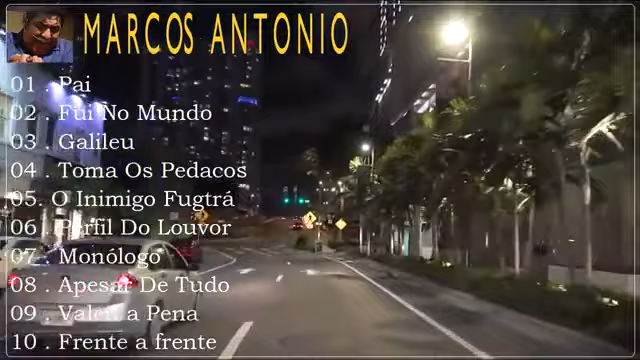 MARCOS ANTONIO
01 . Pai
02 . Fui No Mundo
03 . Galileu
04 . Toma Os Pedacos
05. O Inimigo Fugtrá
06 . Perfil Do Louvor
07 . Monólogo
08 . Apesar De Tudo
09 . Valeu a Pena
10 . Frente a frente